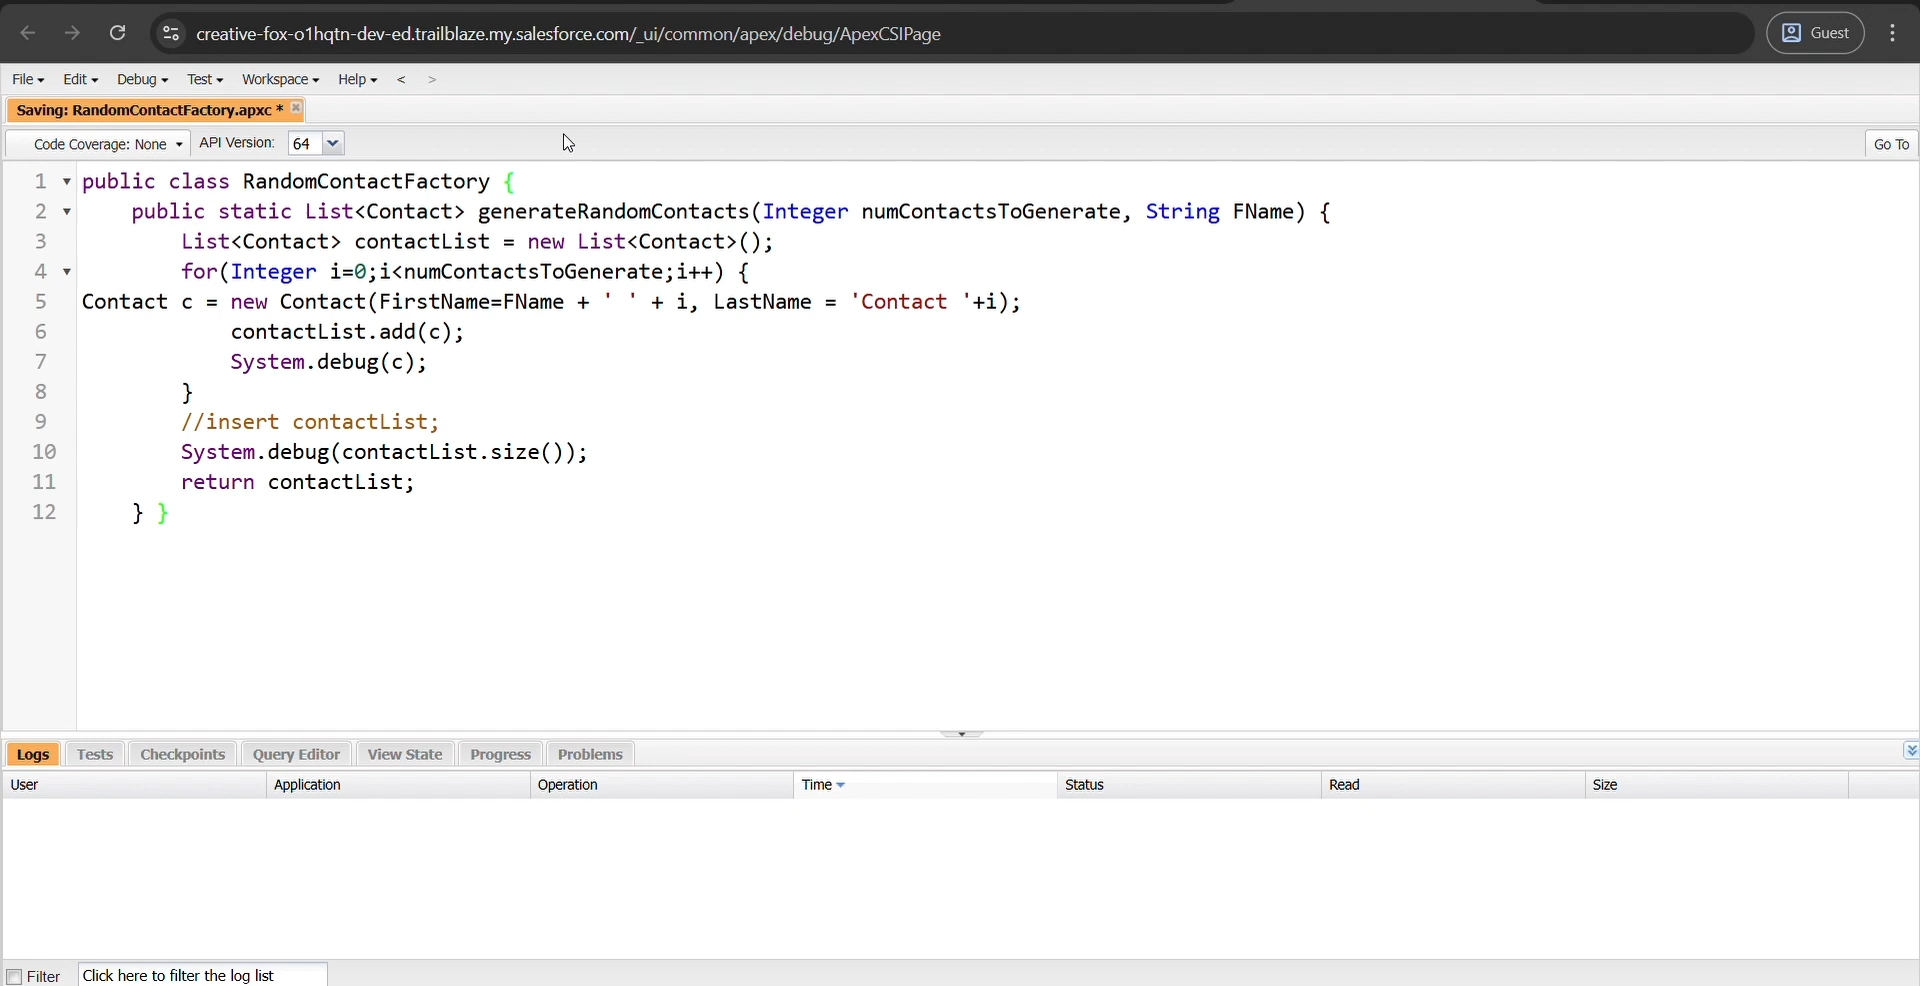 creative-fox-o1hqtn-dev-ed.trailblaze.my.salesforce.com/_ui/common/apex/debug/ApexCSIPage
Guest
File Edit Debug Test Workspace Help < >
Saving: RandomContactFactory.apxc *
Code Coverage: None API Version: 64 Go To
1 public class RandomContactFactory {
2 public static List<Contact> generateRandomContacts(Integer numContactsToGenerate, String FName) {
3 List<Contact> contactList = new List<Contact>();
4 for(Integer i=0;i<numContactsToGenerate;i++) {
5 Contact c = new Contact(FirstName=FName + ' ' + i, LastName = 'Contact '+i);
6 contactList.add(c);
7 System.debug(c);
8 }
9 //insert contactList;
10 System.debug(contactList.size());
11 return contactList;
12 } }
Logs Tests Checkpoints Query Editor View State Progress Problems
User Application Operation Time Status Read Size
Filter Click here to filter the log list